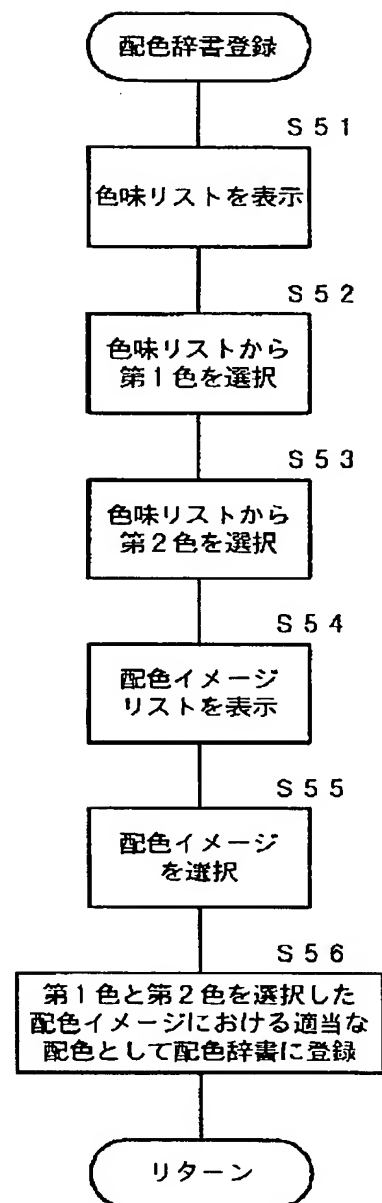 配色辞書登録
S51
色味リストを表示
S52
色味リストから
第1色を選択
S53
色味リストから
第2色を選択
S54
配色イメージ
リストを表示
S55
配色イメージ
を選択
S56
第1色と第2色を選択した
配色イメージにおける適当な
配色として配色辞書に登録
リターン